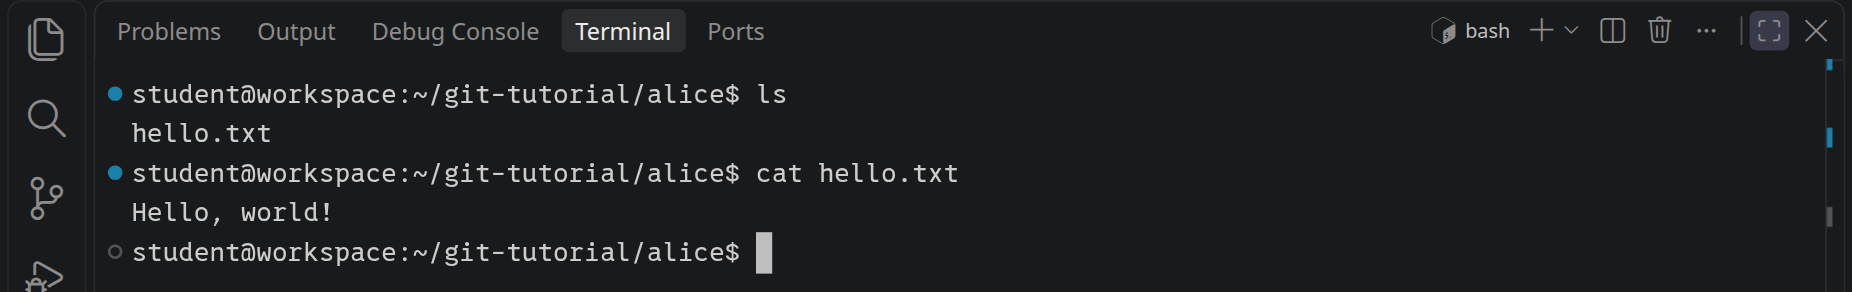 Problems Output Debug Console Terminal Ports bash
student@workspace:~/git-tutorial/alice$ ls
hello.txt
student@workspace:~/git-tutorial/alice$ cat hello.txt
Hello, world!
student@workspace:~/git-tutorial/alice$